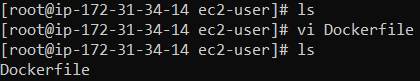 [root@ip-172-31-34-14 ec2-user]# ls
[root@ip-172-31-34-14 ec2-user]# vi Dockerfile
[root@ip-172-31-34-14 ec2-user]# ls
Dockerfile